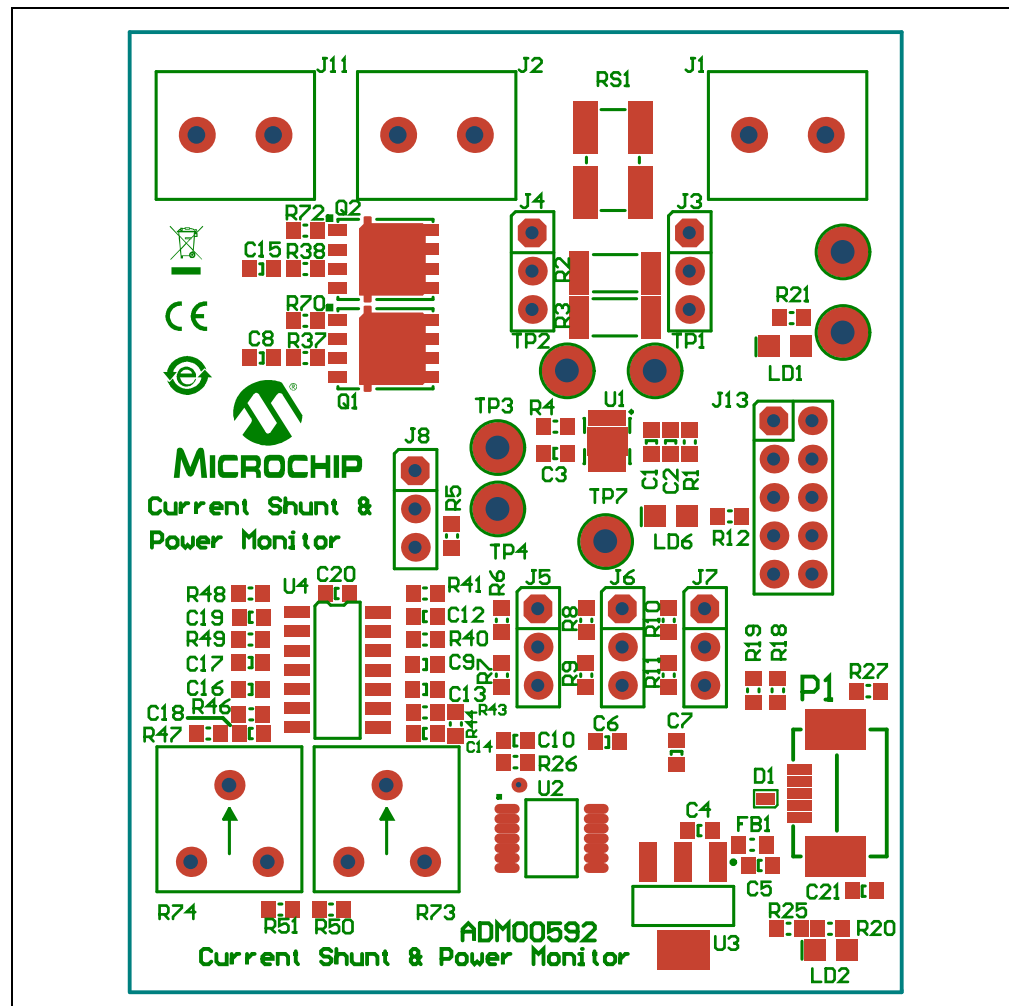 J11 J2 RS1 J1
J4 J3
R72 Q2
C15 R38 R2
R70 R3 R21
C8 R37 TP2 TP1
LD1
CE
e
Q1 TP3 R4 U1 J13
®
MICROCHIP J8
C3 C1 C2 R1
Current Shunt &
Power Monitor
R5 TP7
TP4 LD6 R12
R48 U4 C20 R41 R6 J5 J6 J7
C19 C12 R8 R10
R49 R40 R19 R18
C17 C9 R7 R9 R11
C16 C13 P1 R27
R46 R43
C18 R44
R47 C14 C10 C6 C7
R26
U2 D1
C4 FB1
C5 C21
R74 R51 R50 R73 R25 R20
ADM00592 U3
Current Shunt & Power Monitor LD2